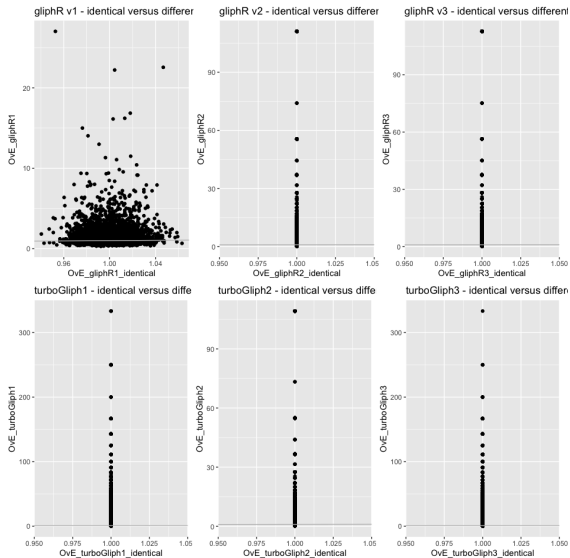 gliphR v1 - identical versus differer
gliphR v2 - identical versus differen
gliphR v3 - identical versus different
OvE_gliphR1
20
10
0
0.96
1.00
1.04
OvE_gliphR1_identical
OvE_gliphR2
90
60
30
0
0.950
0.975
1.000
1.025
1.05
OvE_gliphR2_identical
OvE_gliphR3
90
60
30
0
0.950
0.975
1.000
1.025
1.050
OvE_gliphR3_identical
turboGliph1 - identical versus diffe
turboGliph2 - identical versus diffe
turboGliph3 - identical versus differe
OvE_turboGliph1
300
200
100
0
0.950
0.975
1.000
1.025
1.05
OvE_turboGliph1_identical
OvE_turboGliph2
90
60
30
0
0.950
0.975
1.000
1.025
1.05
OvE_turboGliph2_identical
OvE_turboGliph3
300
200
100
0
0.950
0.975
1.000
1.025
1.050
OvE_turboGliph3_identical